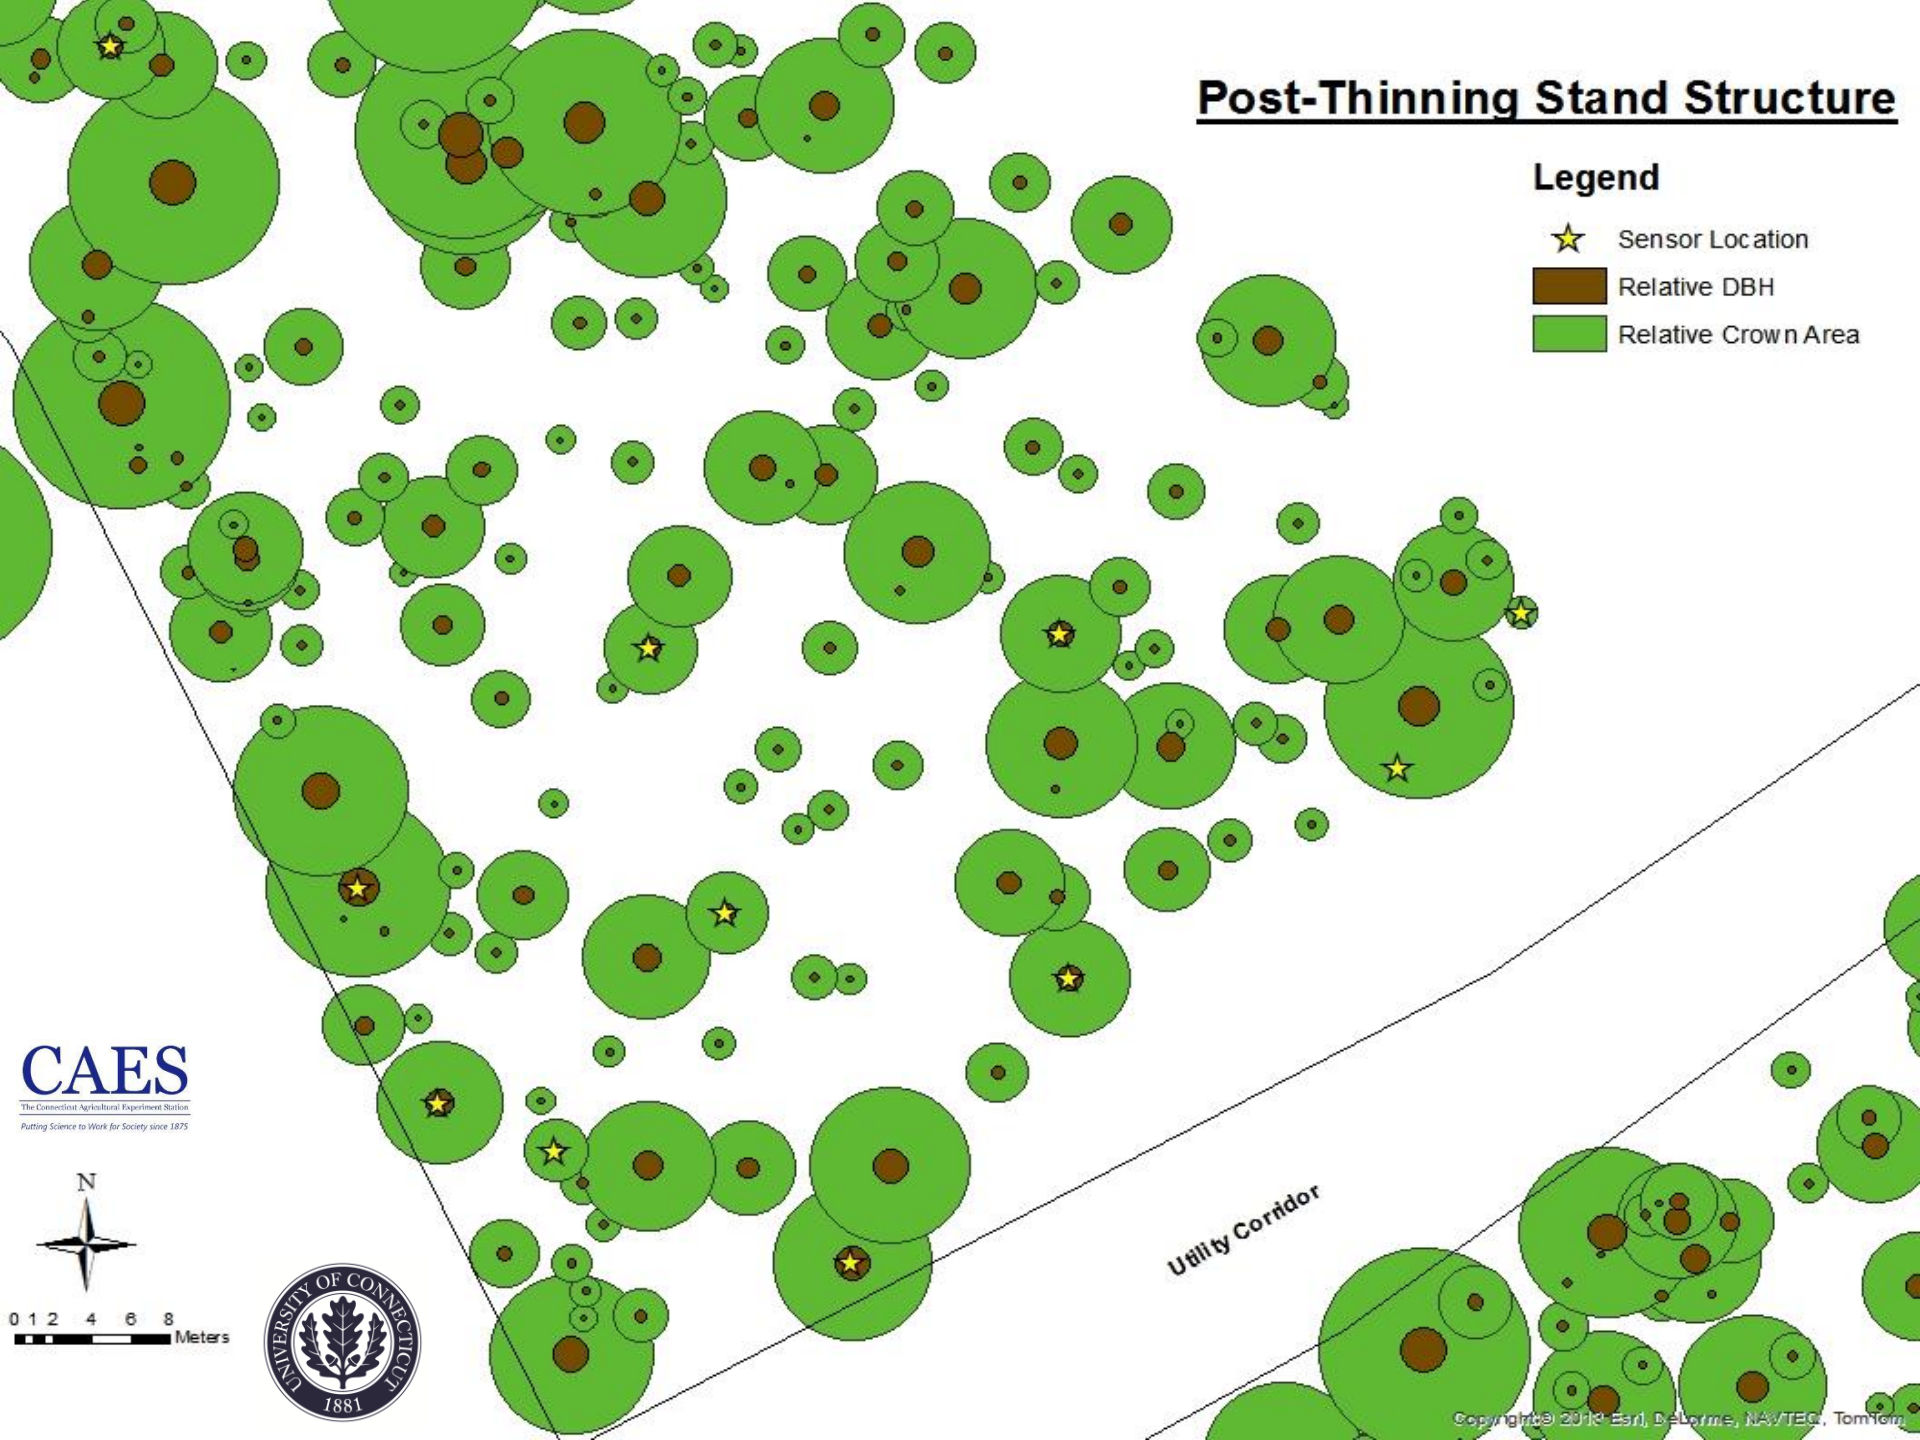 Post-Thinning Stand Structure
Legend
Sensor Location
Relative DBH
Relative Crown Area
CAES
The Connecticut Agricultural Experiment Station
Putting Science to Work for Society since 1875
N
0 1 2 4 6 8
Meters
UNIVERSITY OF CONNECTICUT
1881
Utility Corridor
Copyright:© 2013 Esri, DeLorme, NAVTEQ, TomTom